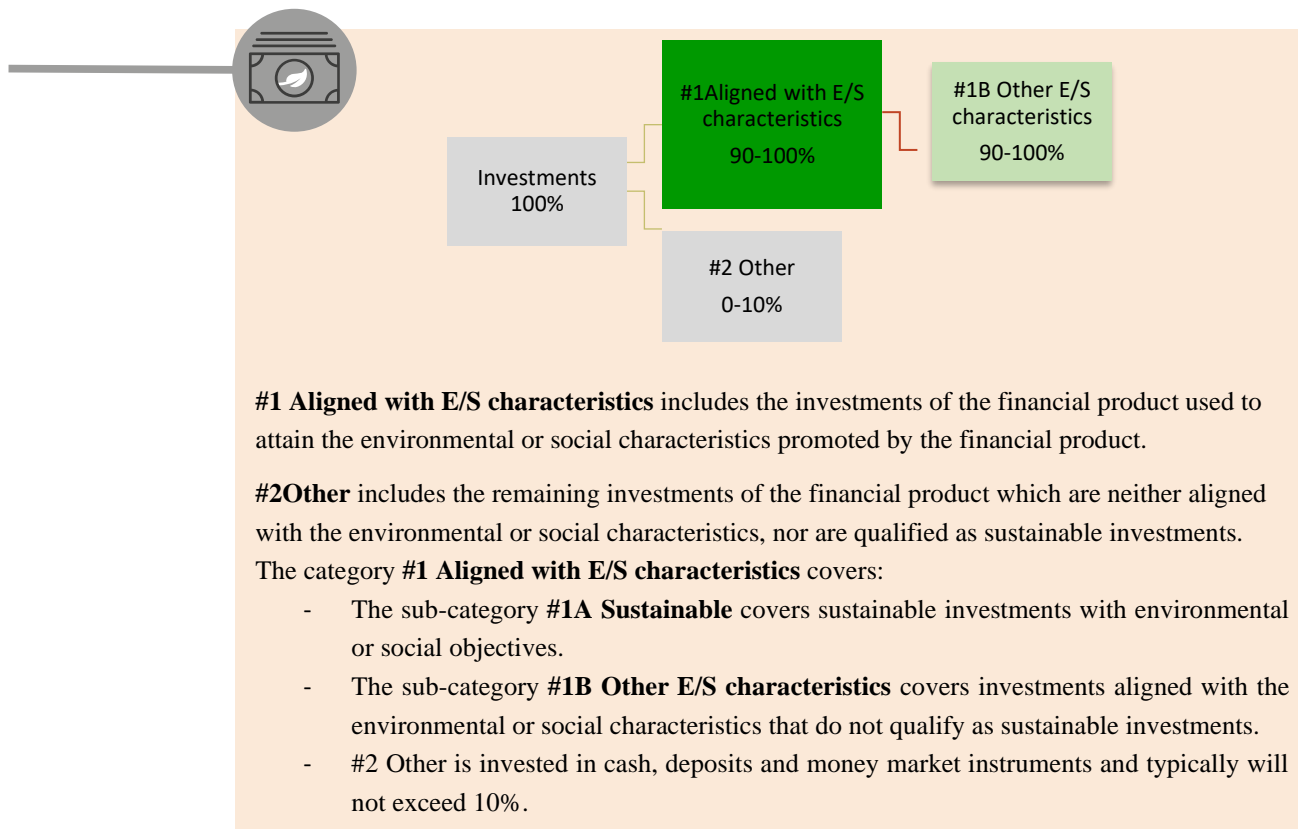 #1Aligned with E/S
characteristics
90-100%
#1B Other E/S
characteristics
90-100%
Investments
100%
#2 Other
0-10%
#1 Aligned with E/S characteristics includes the investments of the financial product used to
attain the environmental or social characteristics promoted by the financial product.
#2Other includes the remaining investments of the financial product which are neither aligned
with the environmental or social characteristics, nor are qualified as sustainable investments.
The category #1 Aligned with E/S characteristics covers:
- The sub-category #1A Sustainable covers sustainable investments with environmental
or social objectives.
- The sub-category #1B Other E/S characteristics covers investments aligned with the
environmental or social characteristics that do not qualify as sustainable investments.
- #2 Other is invested in cash, deposits and money market instruments and typically will
not exceed 10%.